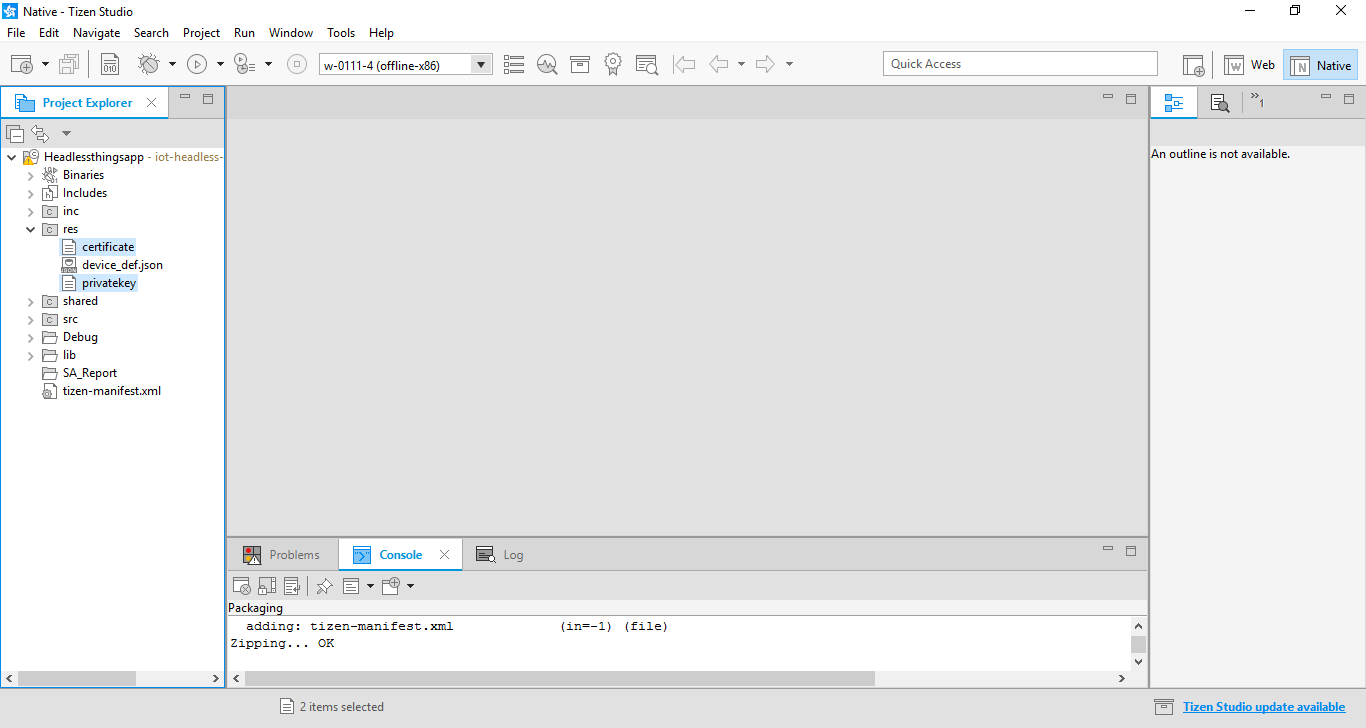 Native - Tizen Studio
File Edit Navigate Search Project Run Window Tools Help
010
w-0111-4 (offline-x86)
Quick Access
W Web
N Native
Project Explorer
»1
Headlessthingsapp - iot-headless-
Binaries
Includes
inc
res
certificate
device_def.json
privatekey
shared
src
Debug
lib
SA_Report
tizen-manifest.xml
An outline is not available.
Problems
Console
Log
Packaging
adding: tizen-manifest.xml (in=-1) (file)
Zipping... OK
2 items selected
Tizen Studio update available